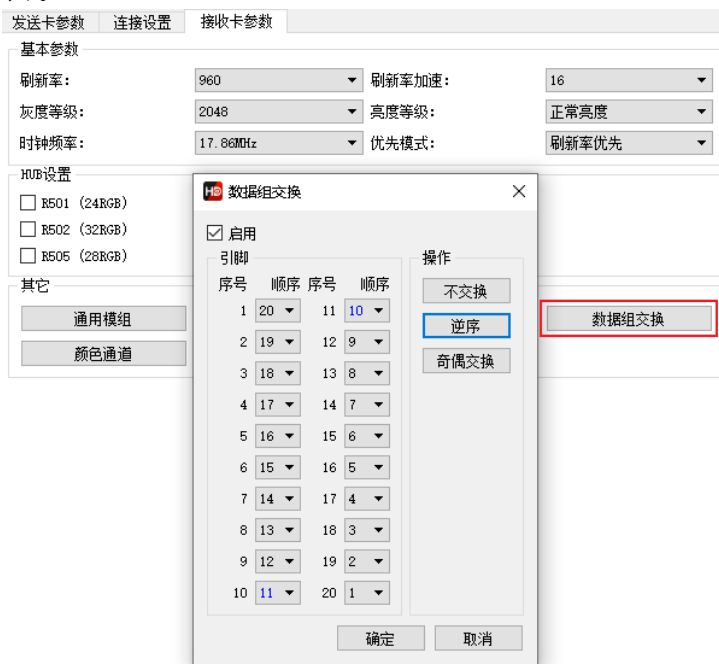 发送卡参数 连接设置 接收卡参数
基本参数
刷新率： 960 刷新率加速： 16
灰度等级： 2048 亮度等级： 正常亮度
时钟频率： 17.86MHz 优先模式： 刷新率优先
HUB设置
R501 (24RGB)
R502 (32RGB)
R505 (28RGB)
其它
通用模组
颜色通道
数据组交换
HD 数据组交换
启用
引脚
序号 顺序 序号 顺序
1 20 11 10
2 19 12 9
3 18 13 8
4 17 14 7
5 16 15 6
6 15 16 5
7 14 17 4
8 13 18 3
9 12 19 2
10 11 20 1
操作
不交换
逆序
奇偶交换
确定 取消